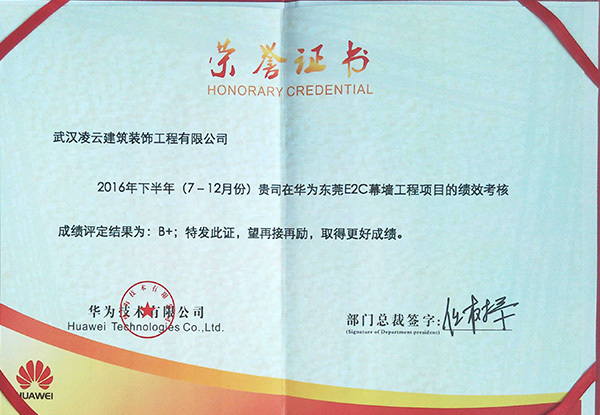 荣誉证书
HONORARY CREDENTIAL
武汉凌云建筑装饰工程有限公司
2016年下半年（7－12月份）贵司在华为东莞E2C幕墙工程项目的绩效考核
成绩评定结果为：B+；特发此证，望再接再励，取得更好成绩。
华为技术有限公司
Huawei Technologies Co.,Ltd.
部门总裁签字:
(Signature of Department president)
HUAWEI